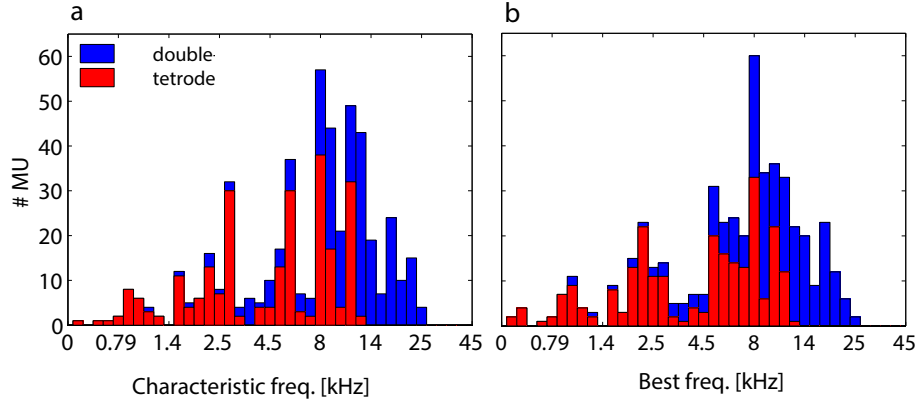 a
60
50
40
30
20
10
0
# MU
double-
tetrode
0 0.79 1.4 2.5 4.5 8 14 25 45
Characteristic freq. [kHz]
b
0 0.79 1.4 2.5 4.5 8 14 25 45
Best freq. [kHz]